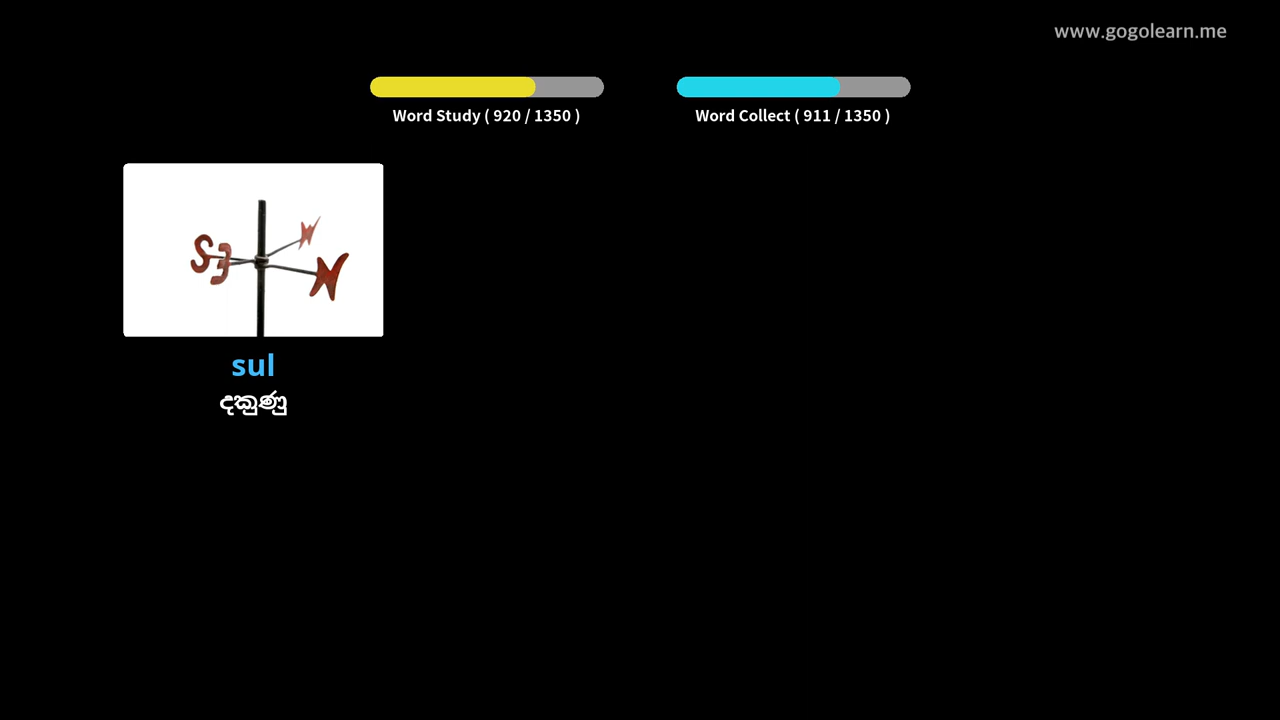 www.gogolearn.me
Word Study ( 920 / 1350 )
Word Collect ( 911 / 1350 )
S
E
N
N
sul
දකුණු